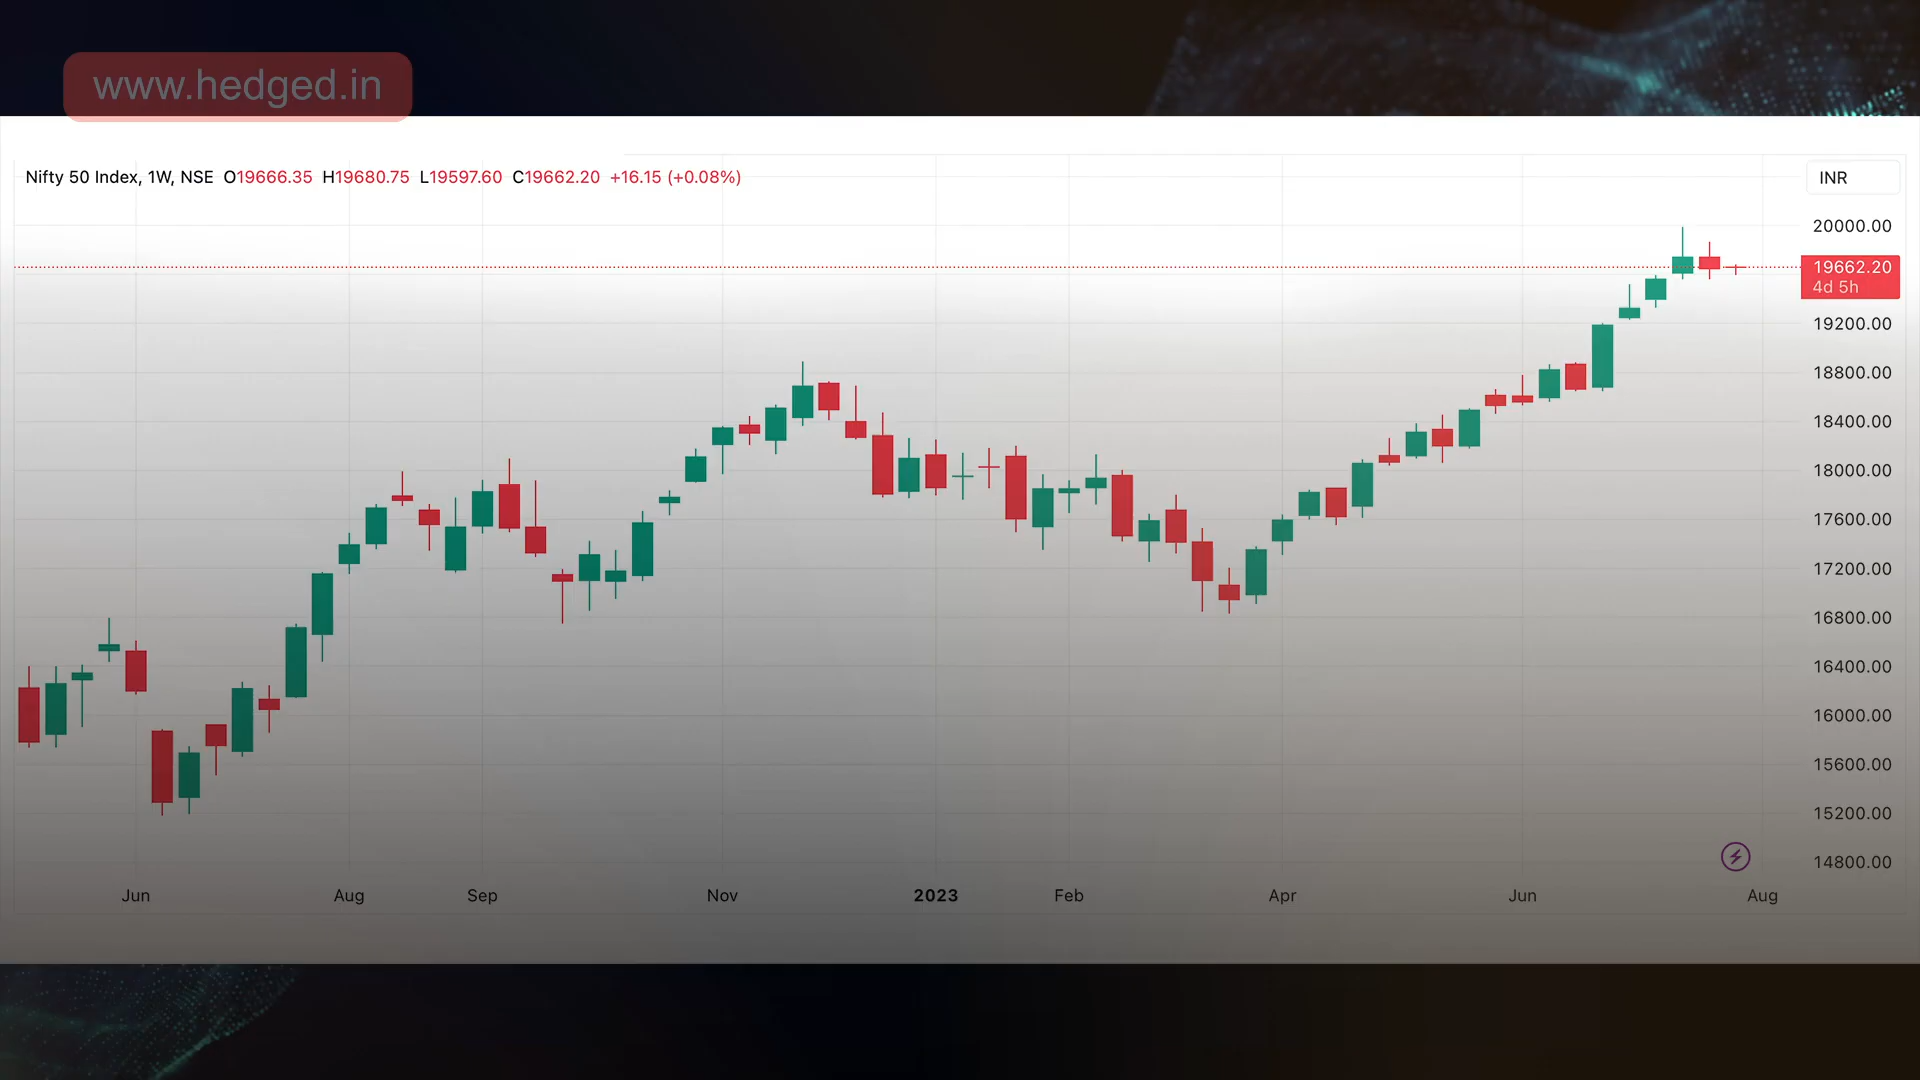 www.hedged.in
Nifty 50 Index, 1W, NSE O19666.35 H19680.75 L19597.60 C19662.20 +16.15 (+0.08%)
INR
20000.00
19662.20
4d 5h
19200.00
18800.00
18400.00
18000.00
17600.00
17200.00
16800.00
16400.00
16000.00
15600.00
15200.00
14800.00
Jun Aug Sep Nov 2023 Feb Apr Jun Aug